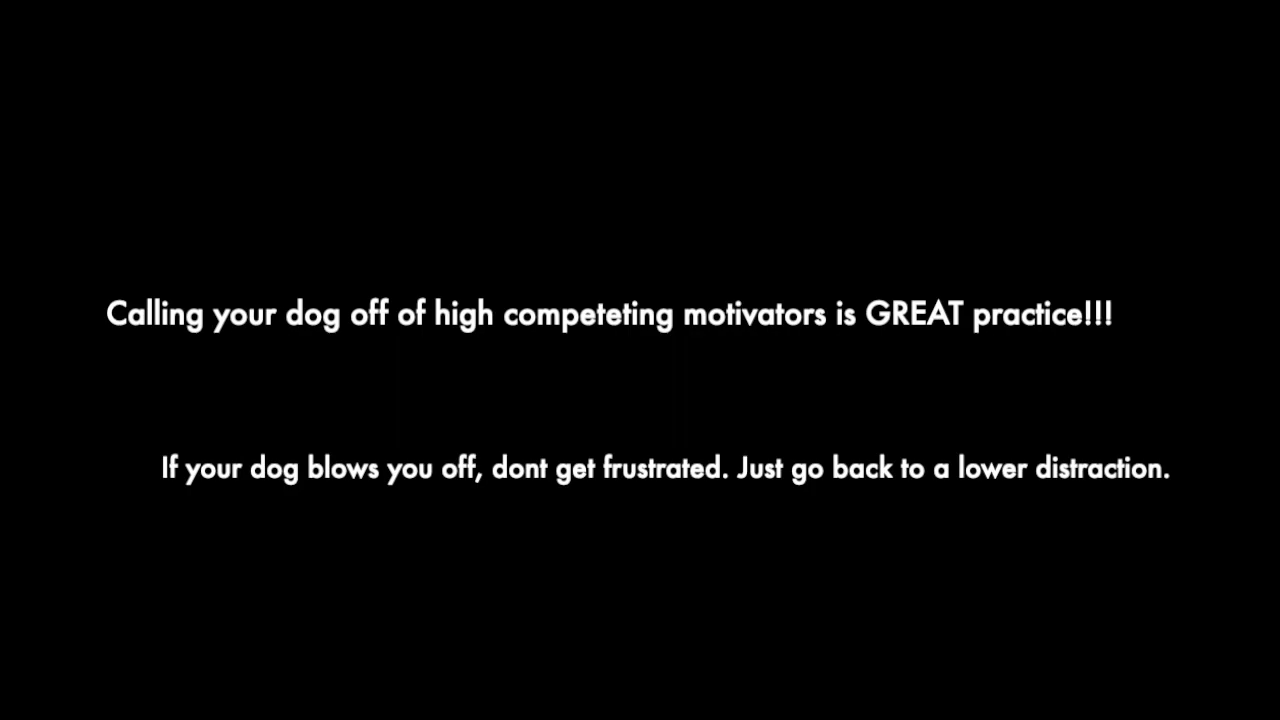 Calling your dog off of high competeting motivators is GREAT practice!!!
If your dog blows you off, dont get frustrated. Just go back to a lower distraction.